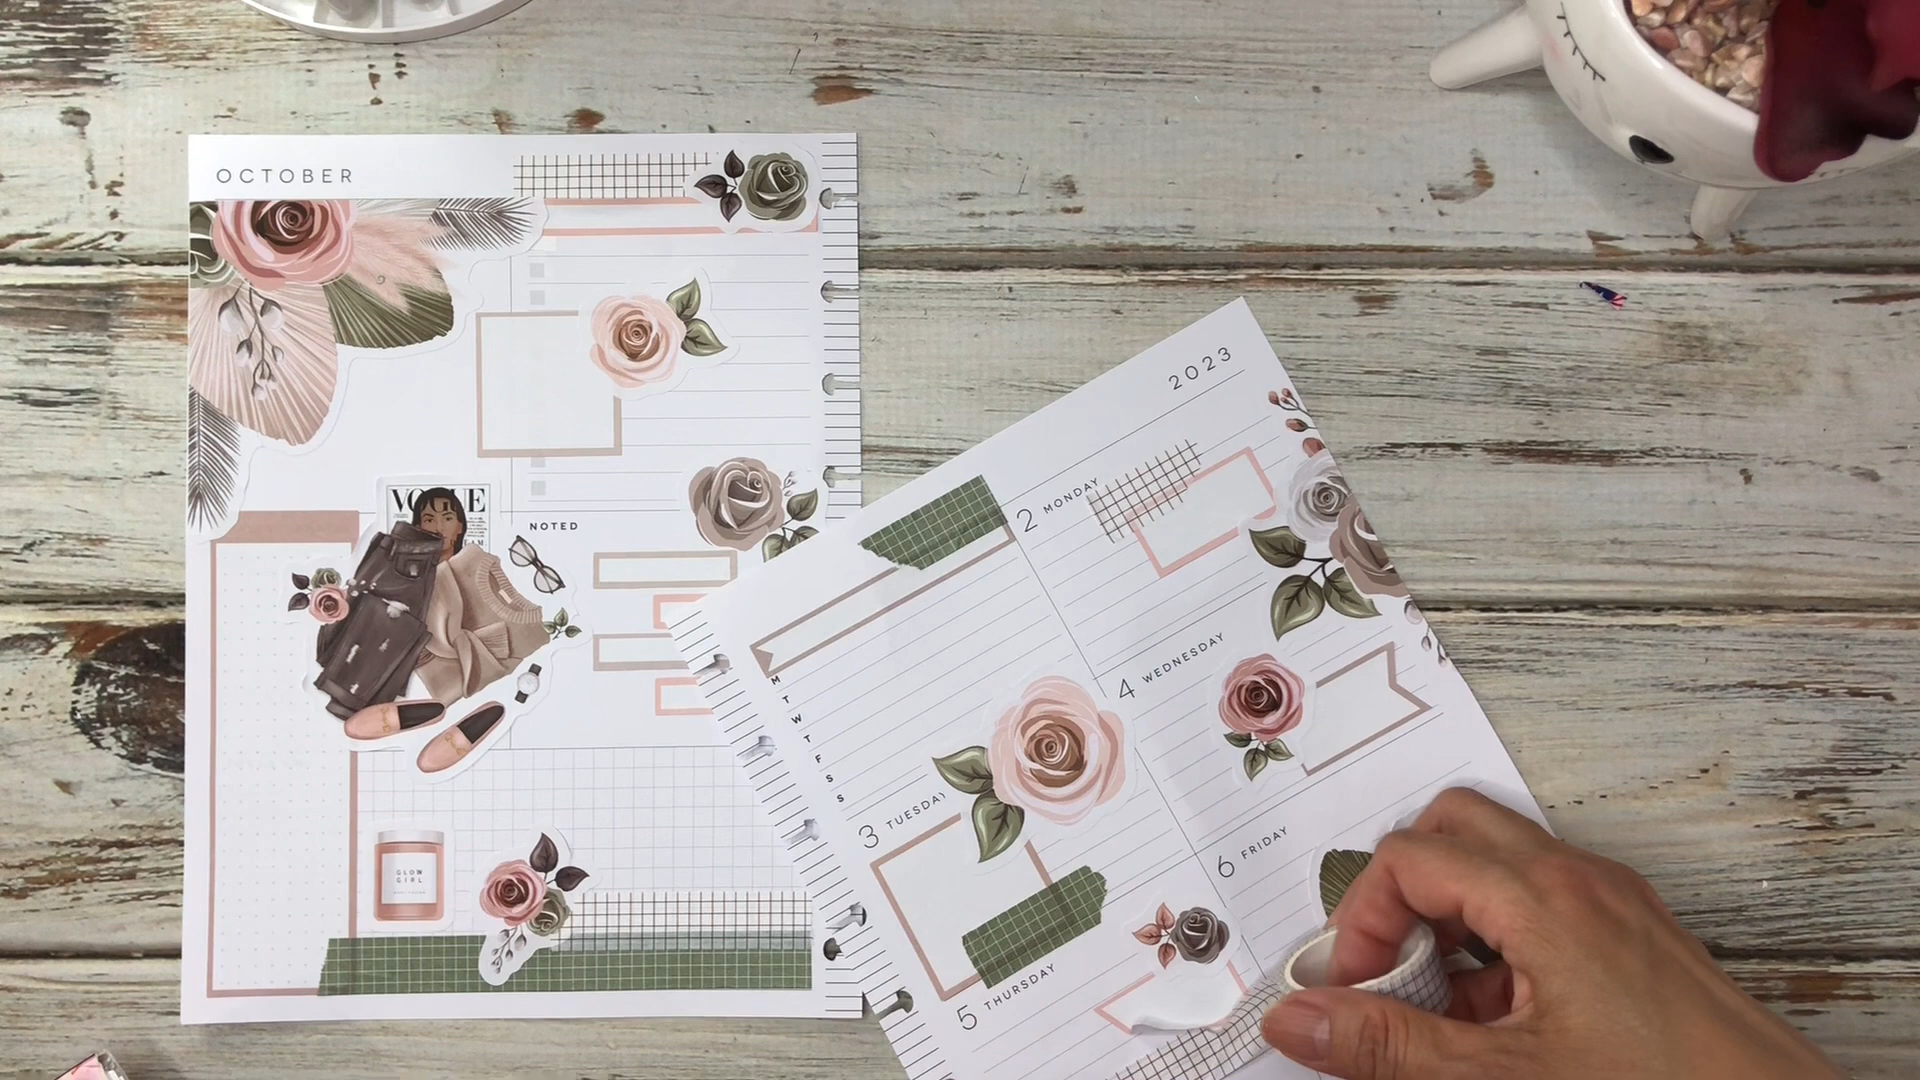 OCTOBER
VOGUE
NOTED
GLOW
GIRL
2023
2 MONDAY
M
T
W
T
F
S
S
4 WEDNESDAY
3 TUESDAY
6 FRIDAY
5 THURSDAY